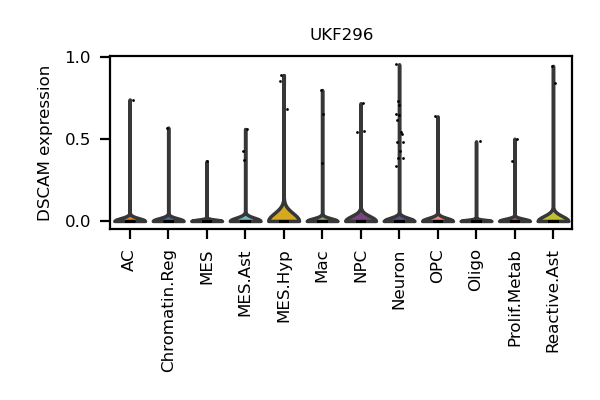 UKF296
DSCAM expression
1.0
0.5
0.0
AC
Chromatin.Reg
MES
MES.Ast
MES.Hyp
Mac
NPC
Neuron
OPC
Oligo
Prolif.Metab
Reactive.Ast